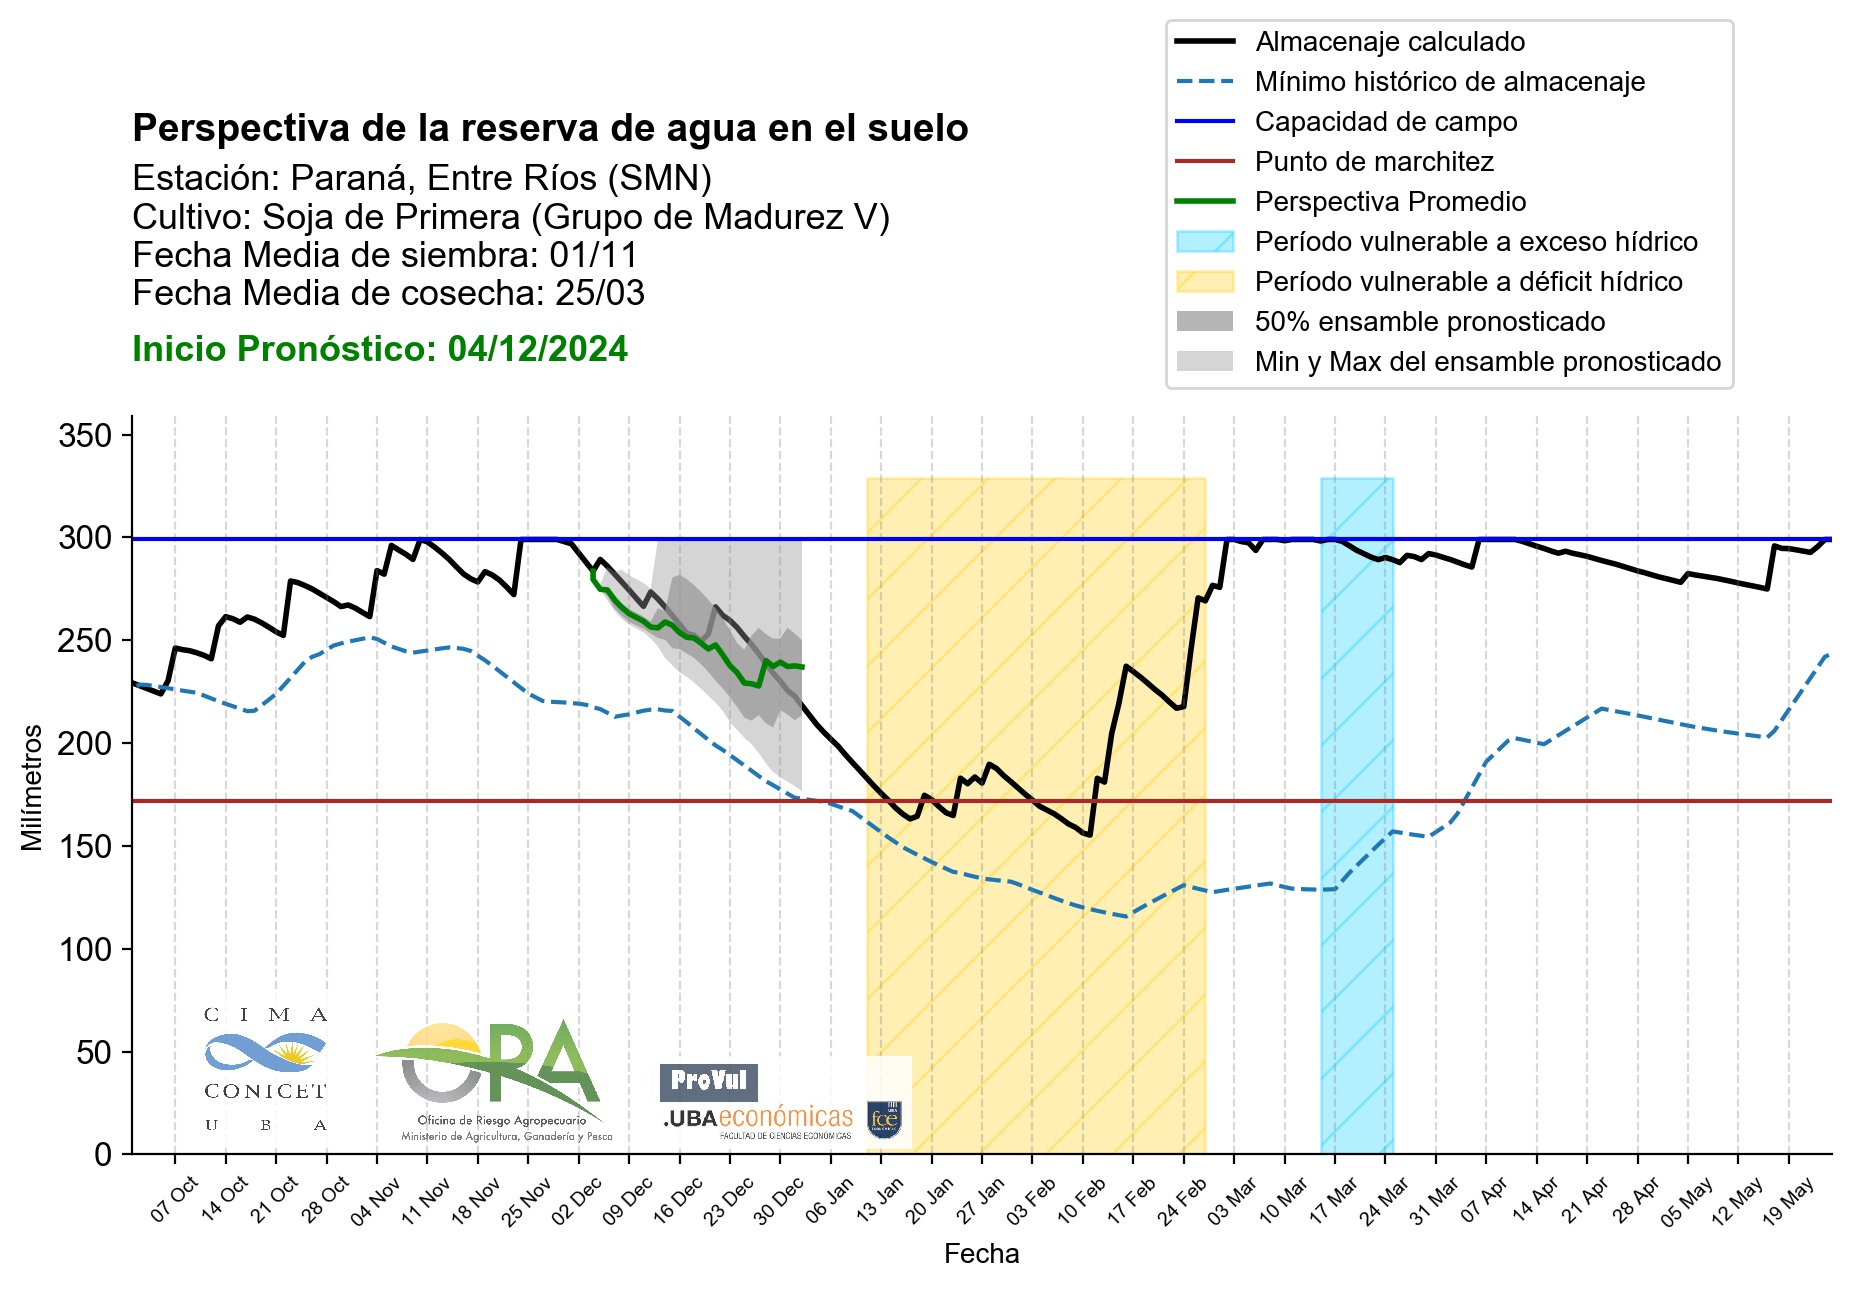 Almacenaje calculado
Mínimo histórico de almacenaje
Capacidad de campo
Punto de marchitez
Perspectiva Promedio
Período vulnerable a exceso hídrico
Período vulnerable a déficit hídrico
50% ensamble pronosticado
Min y Max del ensamble pronosticado
Perspectiva de la reserva de agua en el suelo
Estación: Paraná, Entre Ríos (SMN)
Cultivo: Soja de Primera (Grupo de Madurez V)
Fecha Media de siembra: 01/11
Fecha Media de cosecha: 25/03
Inicio Pronóstico: 04/12/2024
350
300
250
200
150
100
50
0
Milímetros
CIMA
CONICET
UBA
OPA
Oficina de Riesgo Agropecuario
Ministerio de Agricultura, Ganadería y Pesca
ProVul
.UBAeconómicas
FACULTAD DE CIENCIAS ECONÓMICAS
UBA
fce
07 Oct
14 Oct
21 Oct
28 Oct
04 Nov
11 Nov
18 Nov
25 Nov
02 Dec
09 Dec
16 Dec
23 Dec
30 Dec
06 Jan
13 Jan
20 Jan
27 Jan
03 Feb
10 Feb
17 Feb
24 Feb
03 Mar
10 Mar
17 Mar
24 Mar
31 Mar
07 Apr
14 Apr
21 Apr
28 Apr
05 May
12 May
19 May
Fecha